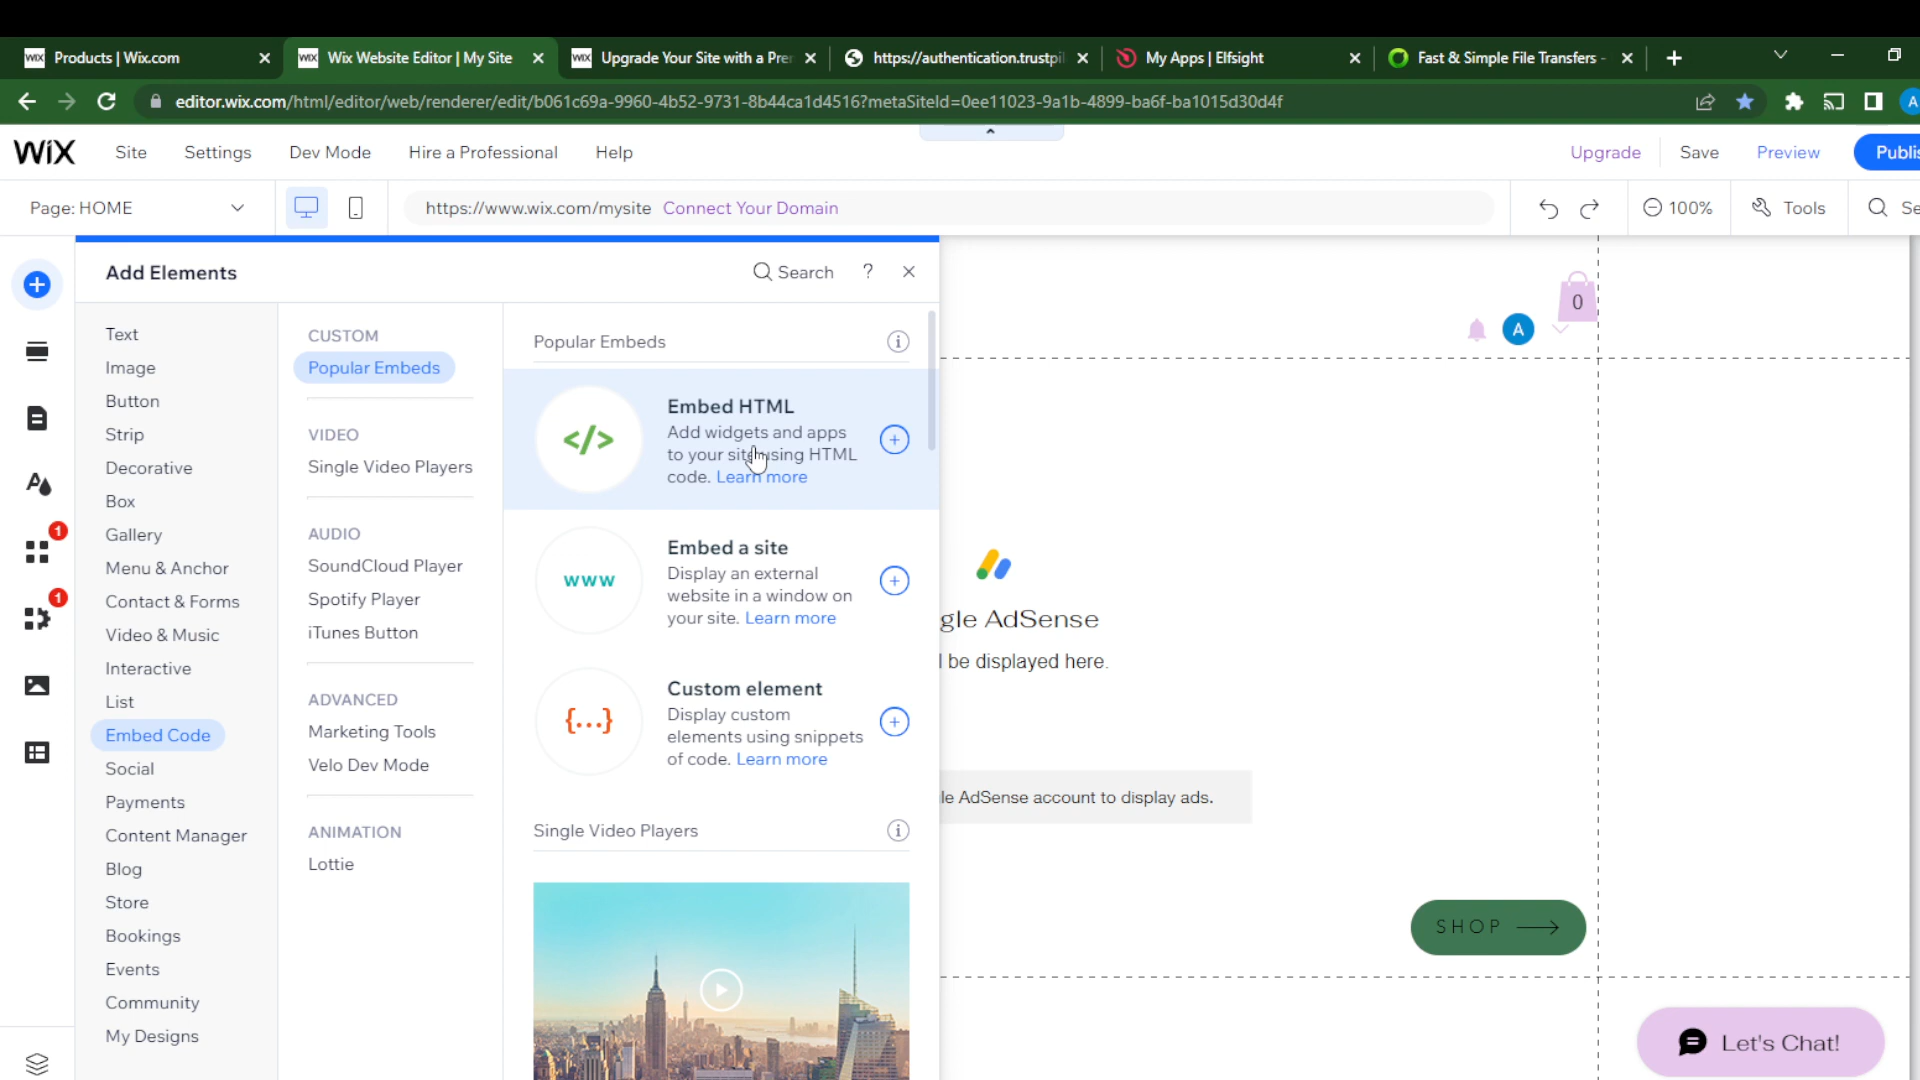 Products | Wix.com
Wix Website Editor | My Site
Upgrade Your Site with a Prer
https://authentication.trustpil
My Apps | Elfsight
Fast & Simple File Transfers -
editor.wix.com/html/editor/web/renderer/edit/b061c69a-9960-4b52-9731-8b44ca1d4516?metaSiteId=0ee11023-9a1b-4899-ba6f-ba1015d30d4f
A
WiX
Site
Settings
Dev Mode
Hire a Professional
Help
Upgrade
Save
Preview
Publis
Page: HOME
https://www.wix.com/mysite Connect Your Domain
100%
Tools
Se
Add Elements
Search
?
Text
Image
Button
Strip
Decorative
Box
Gallery
Menu & Anchor
Contact & Forms
Video & Music
Interactive
List
Embed Code
Social
Payments
Content Manager
Blog
Store
Bookings
Events
Community
My Designs
1
1
CUSTOM
Popular Embeds
VIDEO
Single Video Players
AUDIO
SoundCloud Player
Spotify Player
iTunes Button
ADVANCED
Marketing Tools
Velo Dev Mode
ANIMATION
Lottie
Popular Embeds
</>
Embed HTML
Add widgets and apps
to your site using HTML
code. Learn more
www
Embed a site
Display an external
website in a window on
your site. Learn more
{...}
Custom element
Display custom
elements using snippets
of code. Learn more
Single Video Players
0
A
gle AdSense
l be displayed here.
le AdSense account to display ads.
SHOP
Let's Chat!